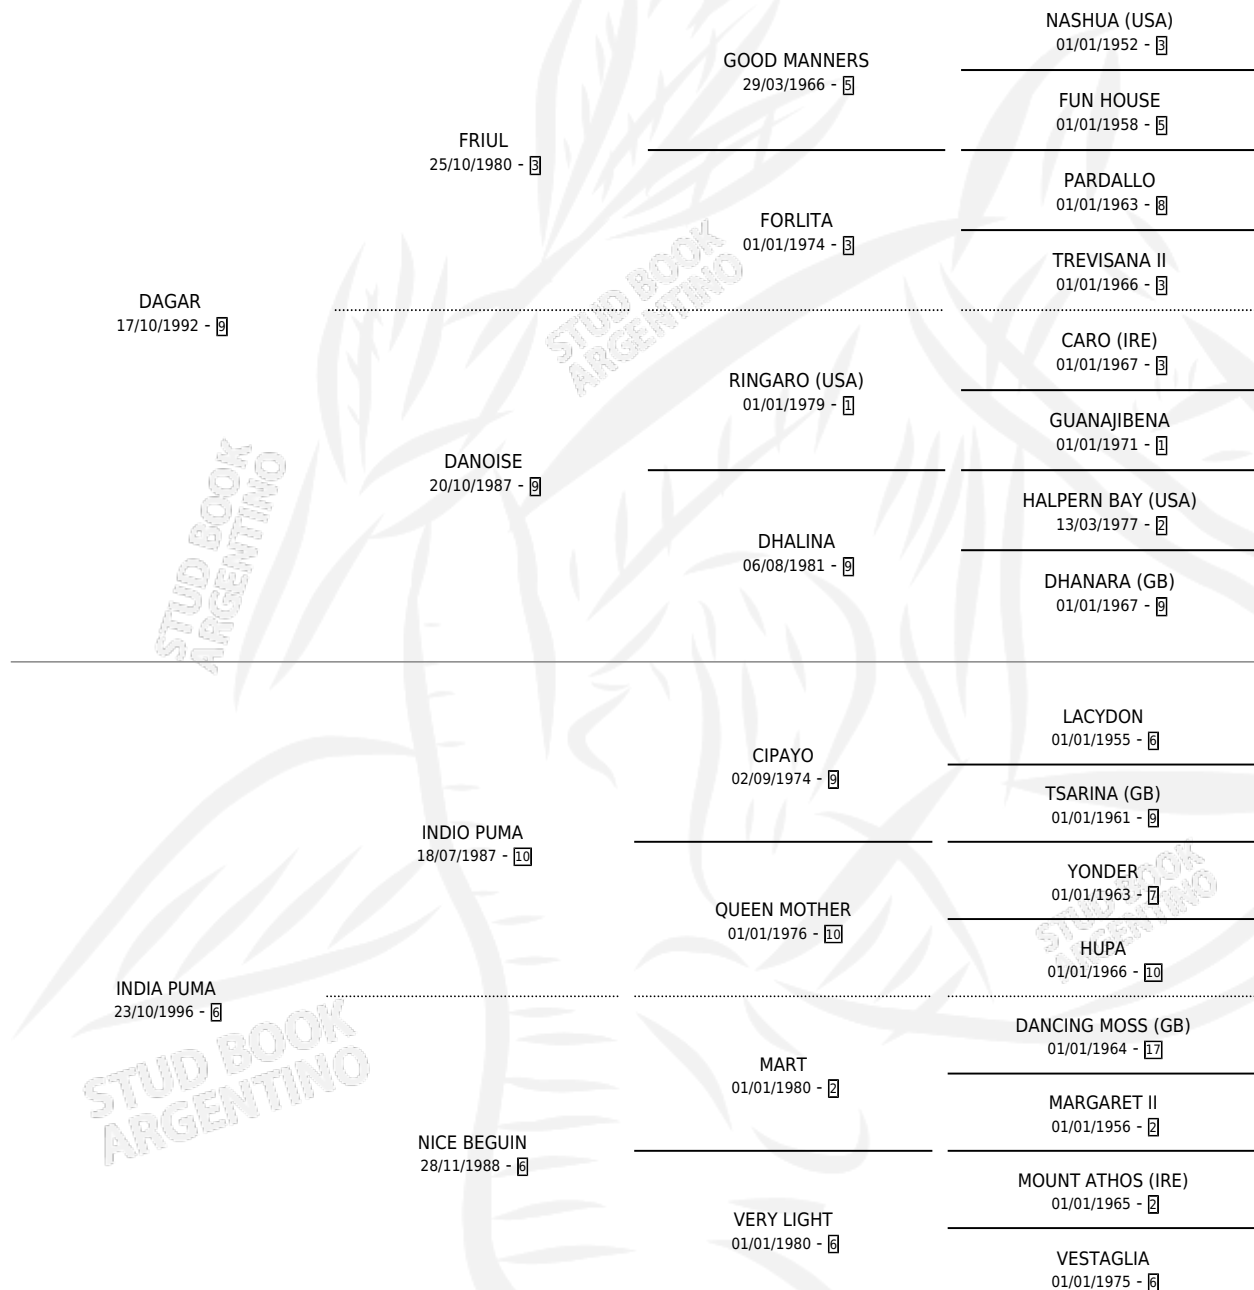 NASHUA (USA)
01/01/1952 - 3
GOOD MANNERS
29/03/1966 - 5
FUN HOUSE
01/01/1958 - 5
FRIUL
25/10/1980 - 3
PARDALLO
01/01/1963 - 8
FORLITA
01/01/1974 - 3
TREVISANA II
01/01/1966 - 3
DAGAR
17/10/1992 - 9
CARO (IRE)
01/01/1967 - 3
RINGARO (USA)
01/01/1979 - 1
GUANAJIBENA
01/01/1971 - 1
DANOISE
20/10/1987 - 9
HALPERN BAY (USA)
13/03/1977 - 2
DHALINA
06/08/1981 - 9
DHANARA (GB)
01/01/1967 - 9
LACYDON
01/01/1955 - 6
CIPAYO
02/09/1974 - 9
TSARINA (GB)
01/01/1961 - 9
INDIO PUMA
18/07/1987 - 10
YONDER
01/01/1963 - 7
QUEEN MOTHER
01/01/1976 - 10
HUPA
01/01/1966 - 10
INDIA PUMA
23/10/1996 - 6
DANCING MOSS (GB)
01/01/1964 - 17
MART
01/01/1980 - 2
MARGARET II
01/01/1956 - 2
NICE BEGUIN
28/11/1988 - 6
MOUNT ATHOS (IRE)
01/01/1965 - 2
VERY LIGHT
01/01/1980 - 6
VESTAGLIA
01/01/1975 - 6
STUD BOOK
ARGENTINO
STUD BOOK
ARGENTINO
STUD BOOK
ARGENTINO
STUD BOOK
ARGENTINO